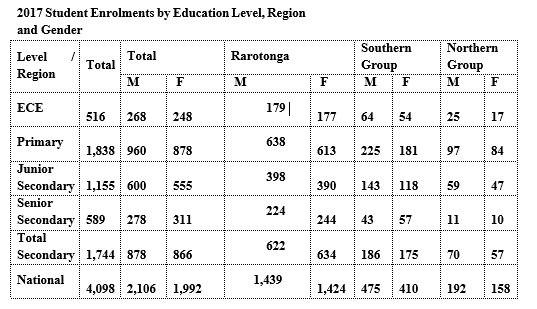 2017 Student Enrolments by Education Level, Region
and Gender
Level / Region Total Total Rarotonga Southern Group Northern Group
M F M F M F M F
ECE 516 268 248 179 177 64 54 25 17
Primary 1,838 960 878 638 613 225 181 97 84
Junior Secondary 1,155 600 555 398 390 143 118 59 47
Senior Secondary 589 278 311 224 244 43 57 11 10
Total Secondary 1,744 878 866 622 634 186 175 70 57
National 4,098 2,106 1,992 1,439 1,424 475 410 192 158